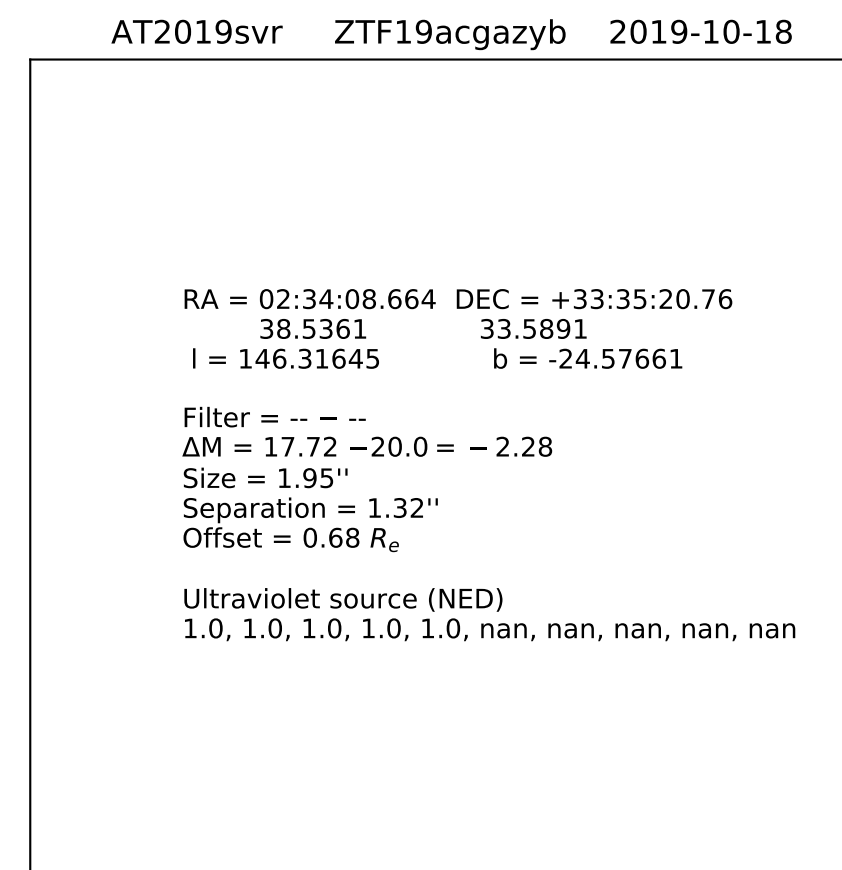 AT2019svr ZTF19acgazyb 2019-10-18
RA = 02:34:08.664 DEC = +33:35:20.76
38.5361 33.5891
l = 146.31645 b = -24.57661
Filter = -- − --
ΔM = 17.72 −20.0 = − 2.28
Size = 1.95''
Separation = 1.32''
Offset = 0.68 Rₑ
Ultraviolet source (NED)
1.0, 1.0, 1.0, 1.0, 1.0, nan, nan, nan, nan, nan